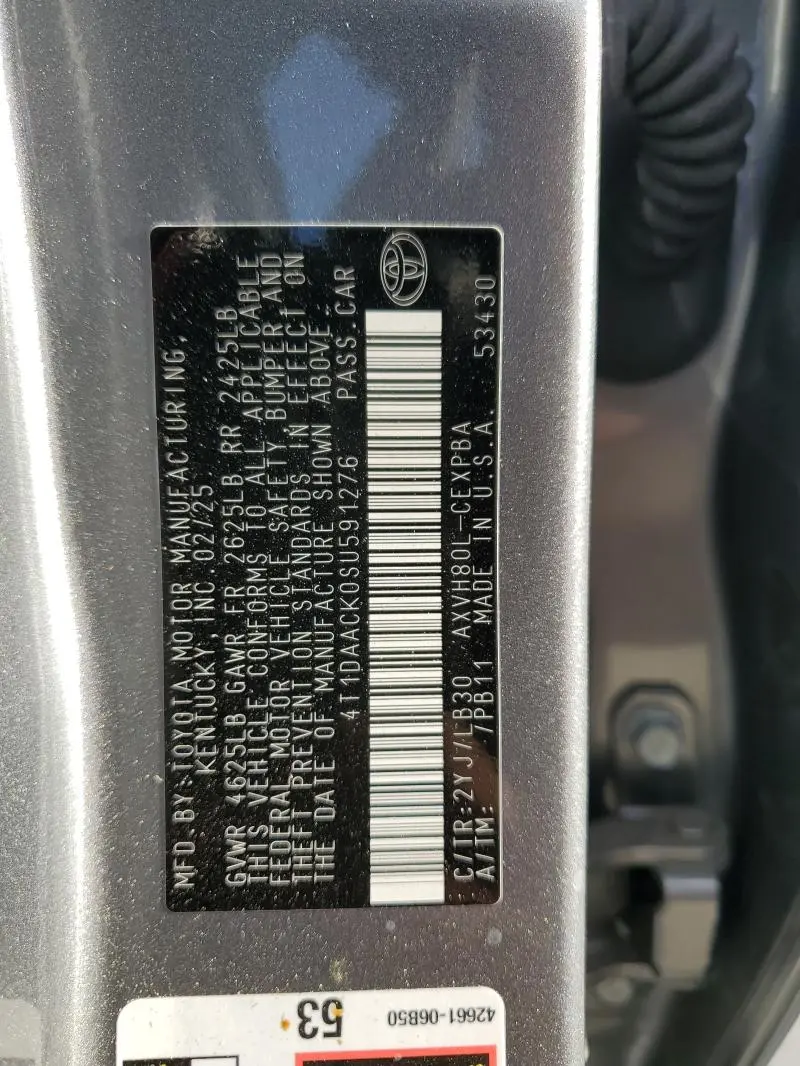 MFD. BY: TOYOTA MOTOR MANUFACTURING,
KENTUCKY, INC 02/25
GVWR 4625LB GAWR FR 2625LB RR 2425LB
THIS VEHICLE CONFORMS TO ALL APPLICABLE
FEDERAL MOTOR VEHICLE SAFETY, BUMPER AND
THEFT PREVENTION STANDARDS IN EFFECT ON
THE DATE OF MANUFACTURE SHOWN ABOVE.
4T1DAACK0SU591276 PASS. CAR
C/TR:2YJ/LB30 AXVH80L-CEXPBA
A/TM: /PB11 MADE IN U.S.A. 53430
42661-06B50
53